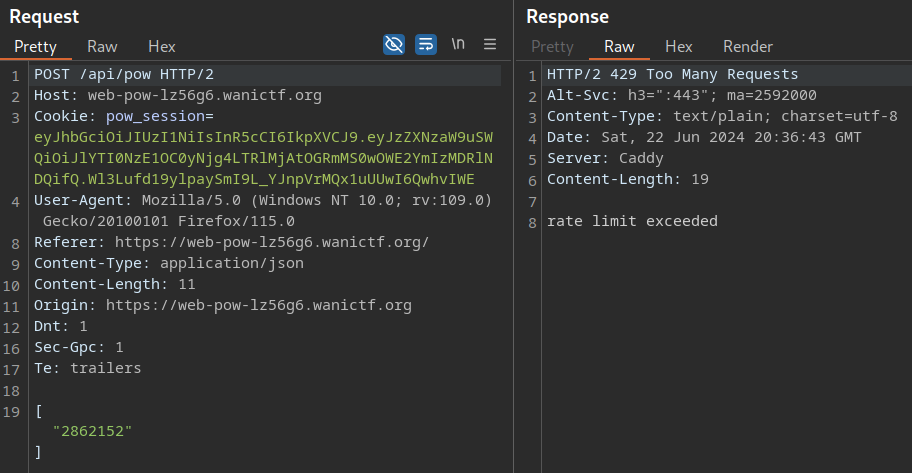 Request
Pretty Raw Hex
\n
1 POST /api/pow HTTP/2
2 Host: web-pow-lz56g6.wanictf.org
3 Cookie: pow_session=
eyJhbGciOiJIUzI1NiIsInR5cCI6IkpXVCJ9.eyJzZXNzaW9uSW
QiOiJlYTI0NzE1OC0yNjg4LTRlMjAtOGRmMS0wOWE2YmIzMDRlN
DQifQ.Wl3Lufd19ylpaySmI9L_YJnpVrMQx1uUUwI6QwhvIWE
4 User-Agent: Mozilla/5.0 (Windows NT 10.0; rv:109.0)
Gecko/20100101 Firefox/115.0
8 Referer: https://web-pow-lz56g6.wanictf.org/
9 Content-Type: application/json
10 Content-Length: 11
11 Origin: https://web-pow-lz56g6.wanictf.org
12 Dnt: 1
16 Sec-Gpc: 1
17 Te: trailers
18
19 [
"2862152"
]
Response
Pretty Raw Hex Render
1 HTTP/2 429 Too Many Requests
2 Alt-Svc: h3=":443"; ma=2592000
3 Content-Type: text/plain; charset=utf-8
4 Date: Sat, 22 Jun 2024 20:36:43 GMT
5 Server: Caddy
6 Content-Length: 19
7
8 rate limit exceeded